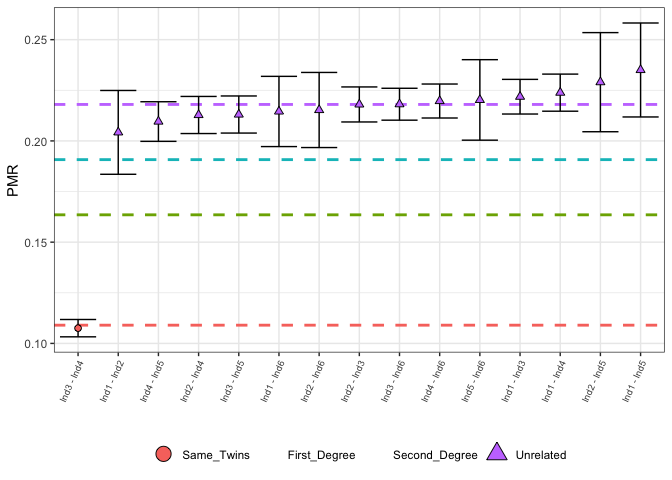 PMR
0.25
0.20
0.15
0.10
Ind3 - Ind4
Ind1 - Ind2
Ind4 - Ind5
Ind2 - Ind4
Ind3 - Ind5
Ind1 - Ind6
Ind2 - Ind6
Ind2 - Ind3
Ind3 - Ind6
Ind4 - Ind6
Ind5 - Ind6
Ind1 - Ind3
Ind1 - Ind4
Ind2 - Ind5
Ind1 - Ind5
Same_Twins First_Degree Second_Degree Unrelated